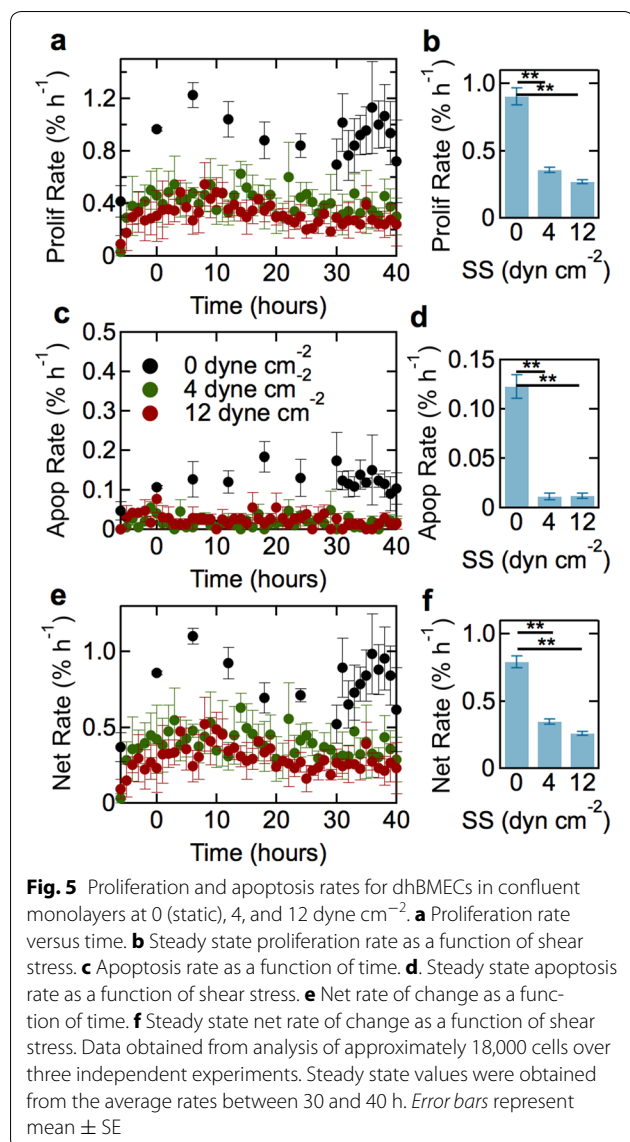 a
Prolif Rate (% h⁻¹)
1.2
0.8
0.4
0
0 10 20 30 40
Time (hours)
b
Prolif Rate (% h⁻¹)
1.0
0.5
0
**
**
0 4 12
SS (dyn cm⁻²)
c
Apop Rate (% h⁻¹)
0.5
0.4
0.3
0.2
0.1
0
0 dyne cm⁻²
4 dyne cm⁻²
12 dyne cm⁻²
0 10 20 30 40
Time (hours)
d
Apop Rate (% h⁻¹)
0.15
0.10
0.05
0
**
**
0 4 12
SS (dyn cm⁻²)
e
Net Rate (% h⁻¹)
1.0
0.5
0
0 10 20 30 40
Time (hours)
f
Net Rate (% h⁻¹)
1.0
0.5
0
**
**
0 4 12
SS (dyn cm⁻²)
Fig. 5 Proliferation and apoptosis rates for dhBMECs in confluent
monolayers at 0 (static), 4, and 12 dyne cm⁻². a Proliferation rate
versus time. b Steady state proliferation rate as a function of shear
stress. c Apoptosis rate as a function of time. d. Steady state apoptosis
rate as a function of shear stress. e Net rate of change as a func-
tion of time. f Steady state net rate of change as a function of shear
stress. Data obtained from analysis of approximately 18,000 cells over
three independent experiments. Steady state values were obtained
from the average rates between 30 and 40 h. Error bars represent
mean ± SE